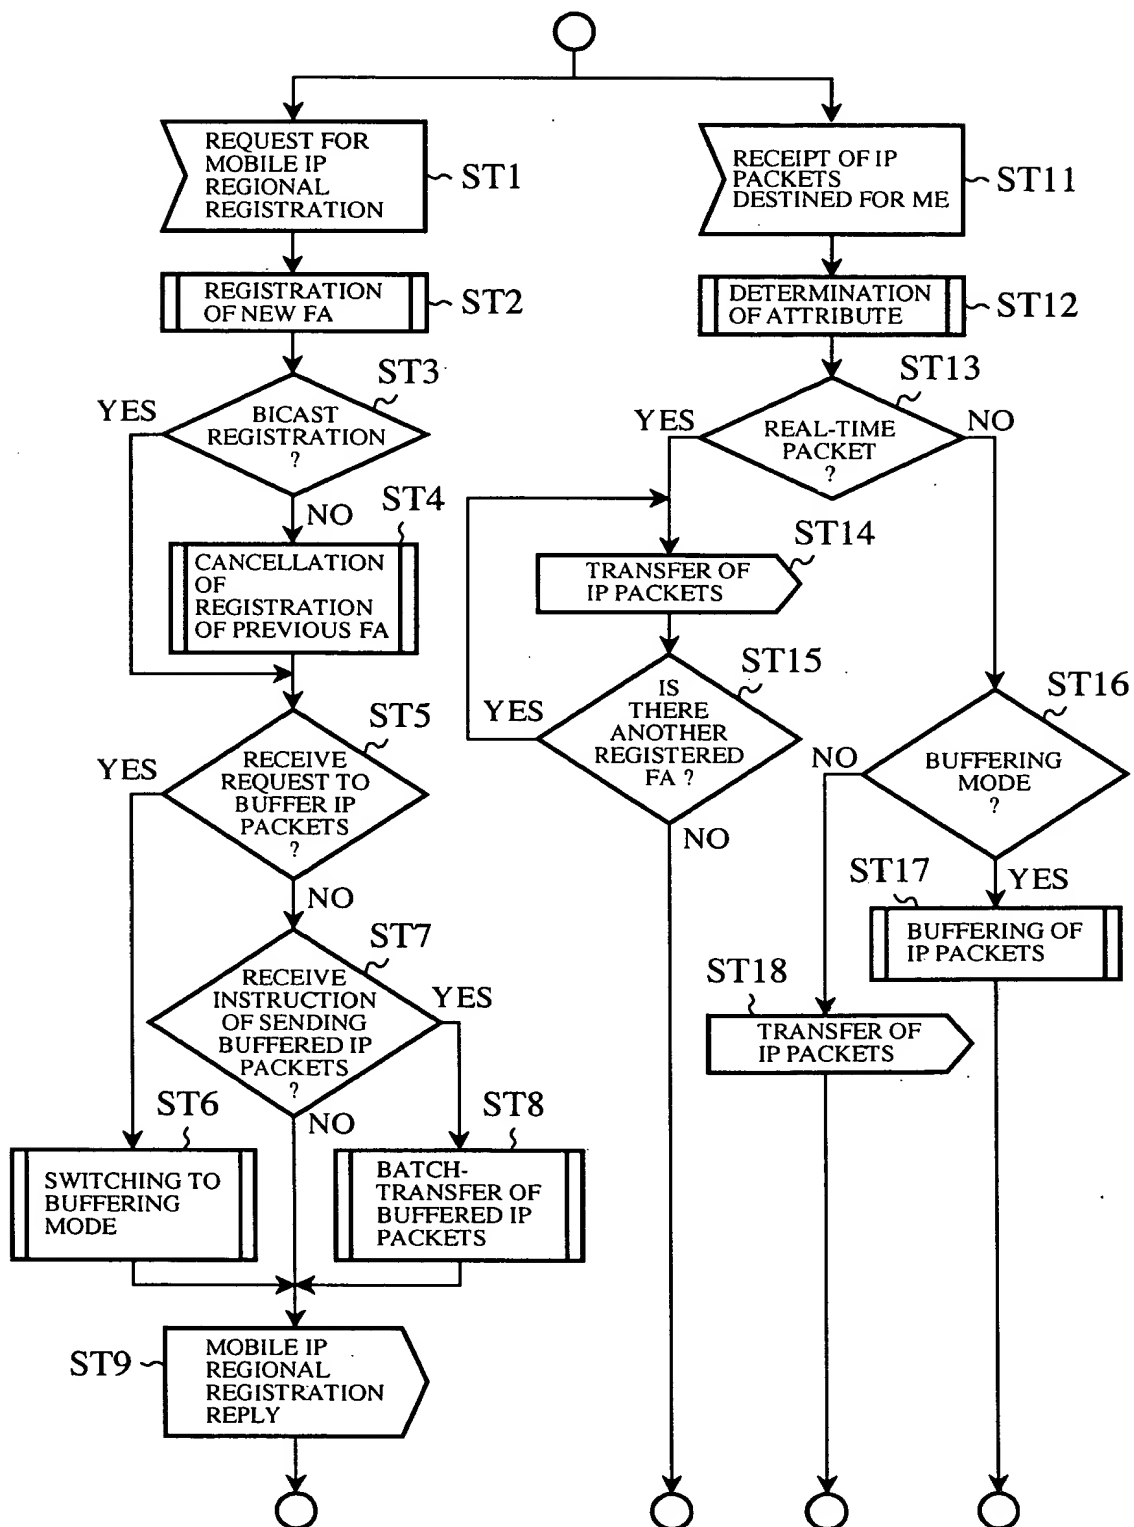 REQUEST FOR
MOBILE IP
REGIONAL
REGISTRATION
ST1
REGISTRATION
OF NEW FA
ST2
ST3
YES
BICAST
REGISTRATION
?
NO
ST4
CANCELLATION
OF
REGISTRATION
OF PREVIOUS FA
ST5
YES
RECEIVE
REQUEST TO
BUFFER IP
PACKETS
?
NO
ST7
RECEIVE
INSTRUCTION
OF SENDING
BUFFERED IP
PACKETS
?
YES
NO
ST6
SWITCHING TO
BUFFERING
MODE
ST8
BATCH-
TRANSFER OF
BUFFERED IP
PACKETS
ST9
MOBILE IP
REGIONAL
REGISTRATION
REPLY
RECEIPT OF IP
PACKETS
DESTINED FOR ME
ST11
DETERMINATION
OF ATTRIBUTE
ST12
ST13
YES
REAL-TIME
PACKET
?
NO
ST14
TRANSFER OF
IP PACKETS
ST15
YES
IS
THERE
ANOTHER
REGISTERED
FA ?
NO
ST16
NO
BUFFERING
MODE
?
YES
ST17
BUFFERING OF
IP PACKETS
ST18
TRANSFER OF
IP PACKETS